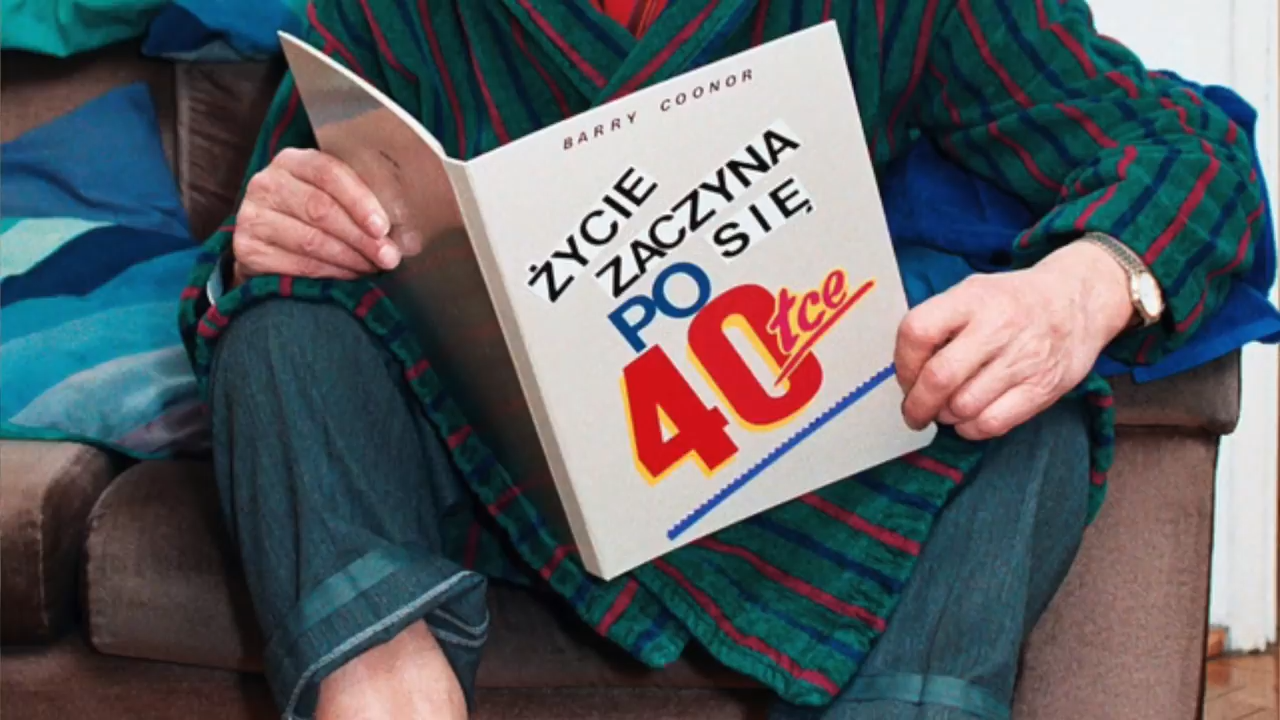 BARRY COONOR
ŻYCIE
ZACZYNA
SIĘ
PO
40tce